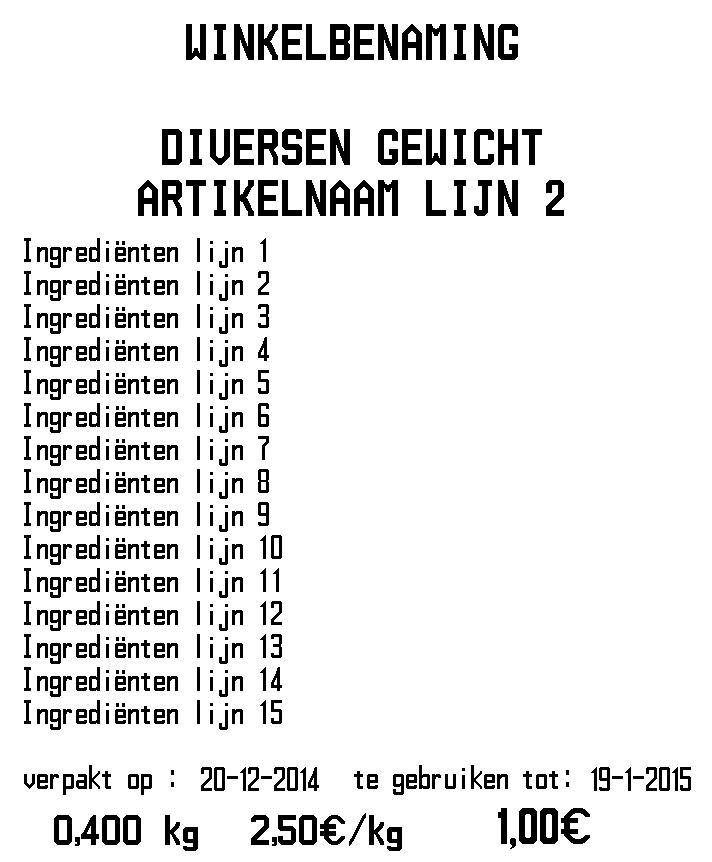 WINKELBENAMING
DIVERSEN GEWICHT
ARTIKELNAAM LIJN 2
Ingrediënten lijn 1
Ingrediënten lijn 2
Ingrediënten lijn 3
Ingrediënten lijn 4
Ingrediënten lijn 5
Ingrediënten lijn 6
Ingrediënten lijn 7
Ingrediënten lijn 8
Ingrediënten lijn 9
Ingrediënten lijn 10
Ingrediënten lijn 11
Ingrediënten lijn 12
Ingrediënten lijn 13
Ingrediënten lijn 14
Ingrediënten lijn 15
verpakt op : 20-12-2014 te gebruiken tot: 19-1-2015
0,400 kg 2,50€/kg 1,00€